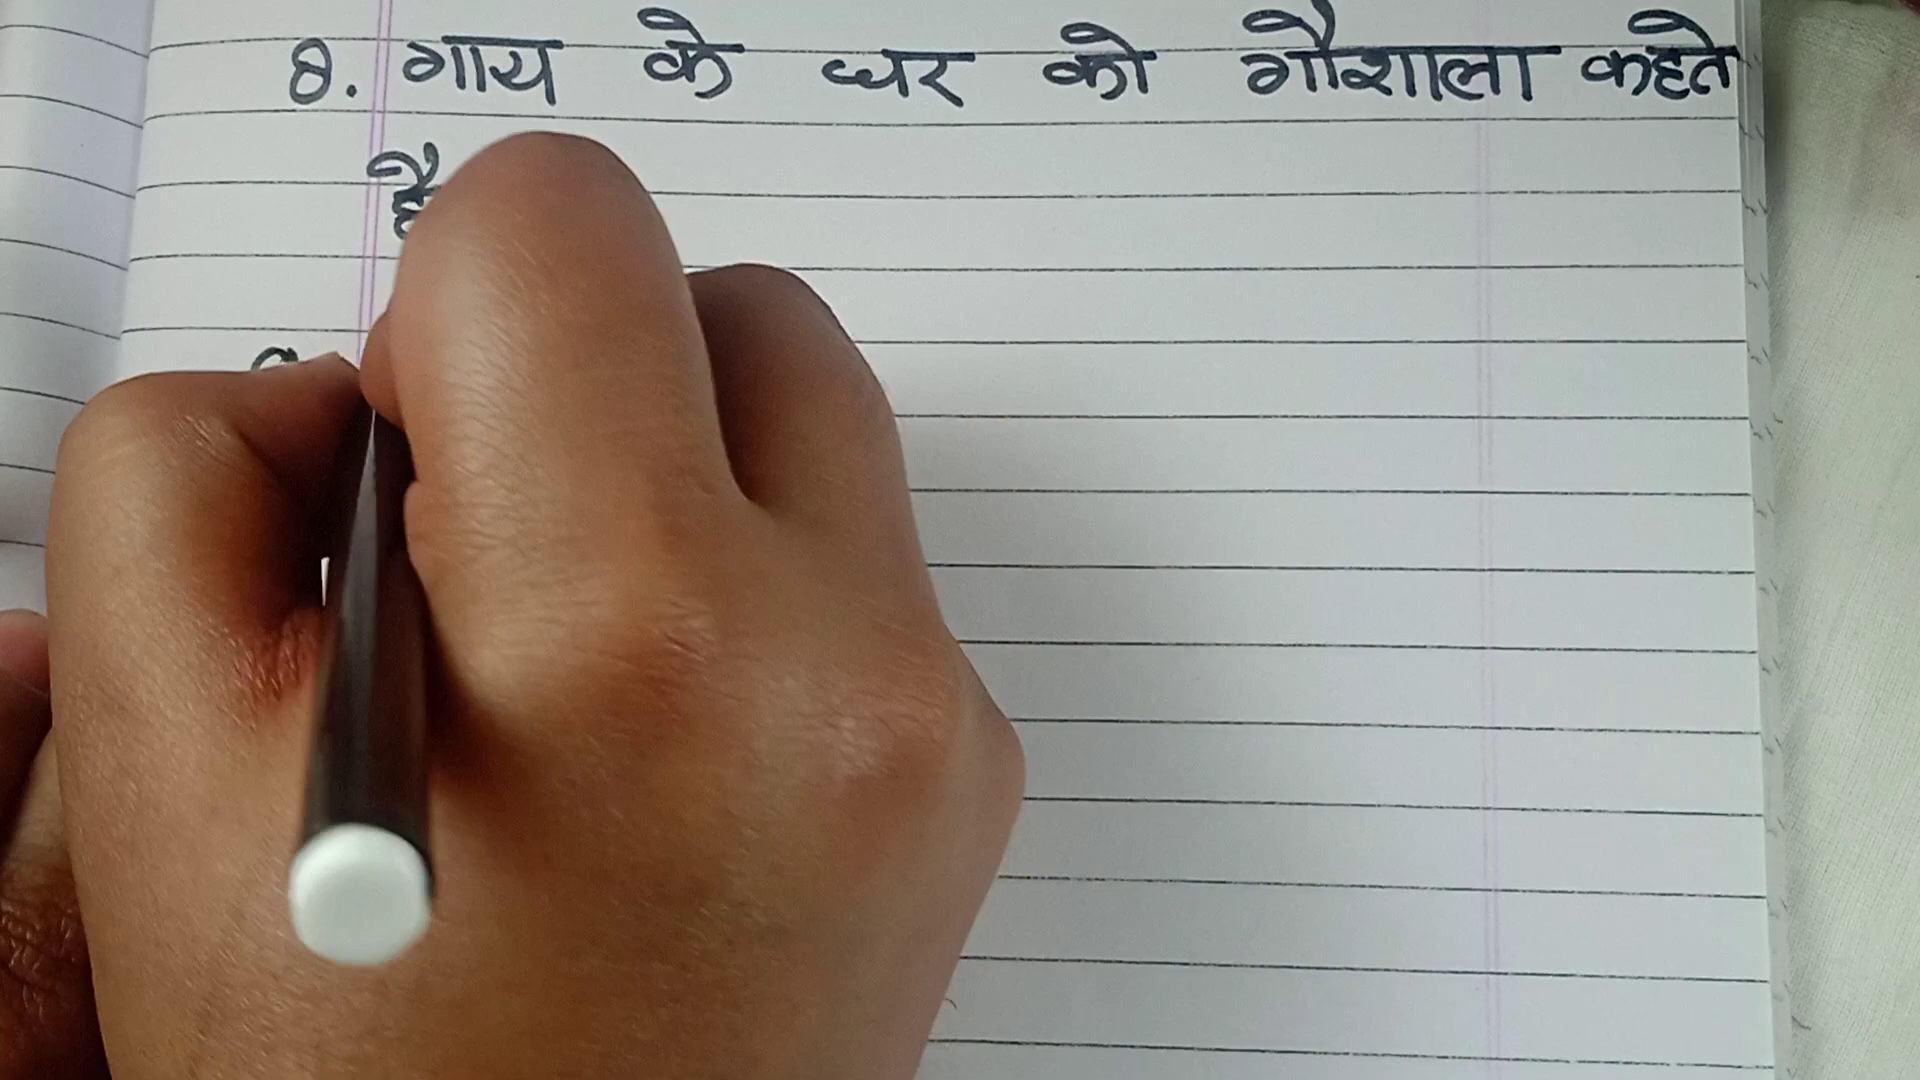 8. गाय के घर को गौशाला कहते
है